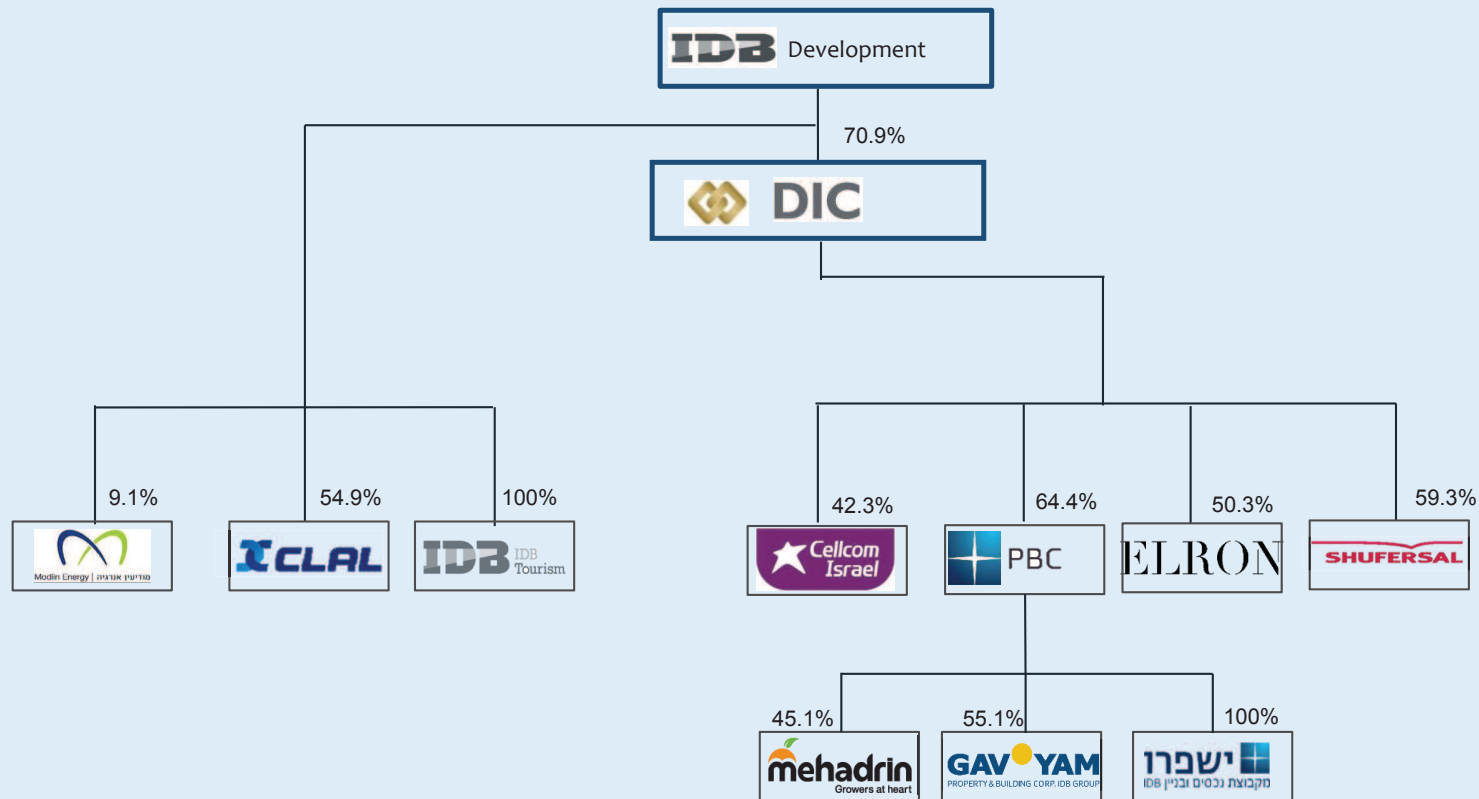 IDB Development
70.9%
DIC
9.1%
54.9%
100%
42.3%
64.4%
50.3%
59.3%
Modiin Energy | מודיעין אנרגיה
CLAL
IDB IDB
Tourism
Cellcom
Israel
PBC
ELRON
SHUFERSAL
45.1%
55.1%
100%
mehadrin
Growers at heart
GAV YAM
PROPERTY & BUILDING CORP. IDB GROUP
ישפרו
מקבוצת נכסים ובניין IDB